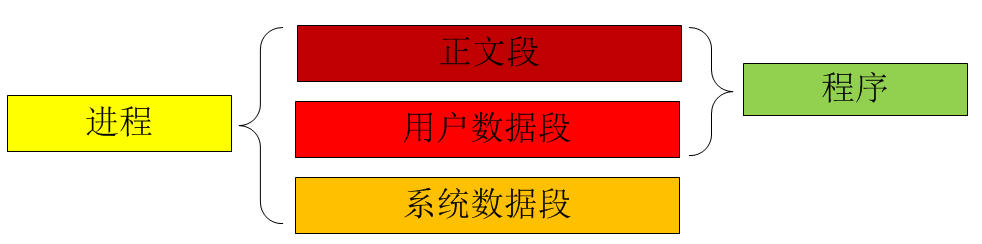 进程
正文段
用户数据段
系统数据段
程序